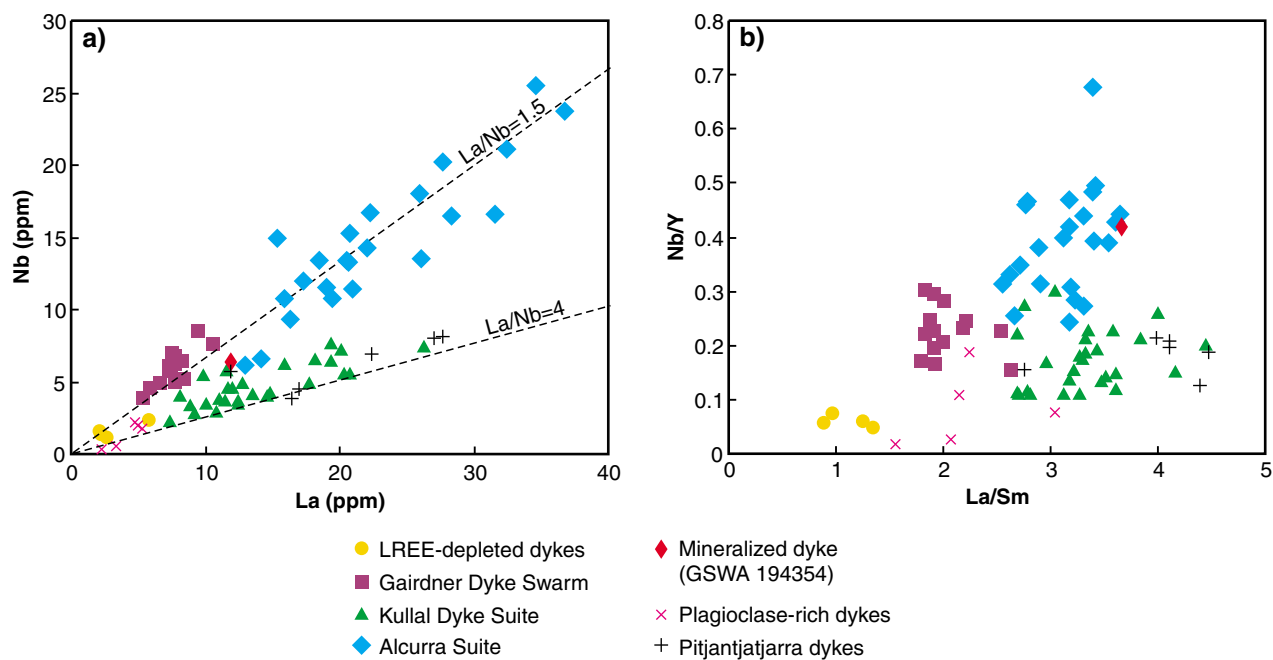 a)
30
25
20
15
10
5
0
Nb (ppm)
La/Nb=1.5
La/Nb=4
0 10 20 30 40
La (ppm)
b)
0.8
0.7
0.6
0.5
0.4
0.3
0.2
0.1
0
Nb/Y
0 1 2 3 4 5
La/Sm
LREE-depleted dykes
Gairdner Dyke Swarm
Kullal Dyke Suite
Alcurra Suite
Mineralized dyke
(GSWA 194354)
Plagioclase-rich dykes
Pitjantjatjarra dykes